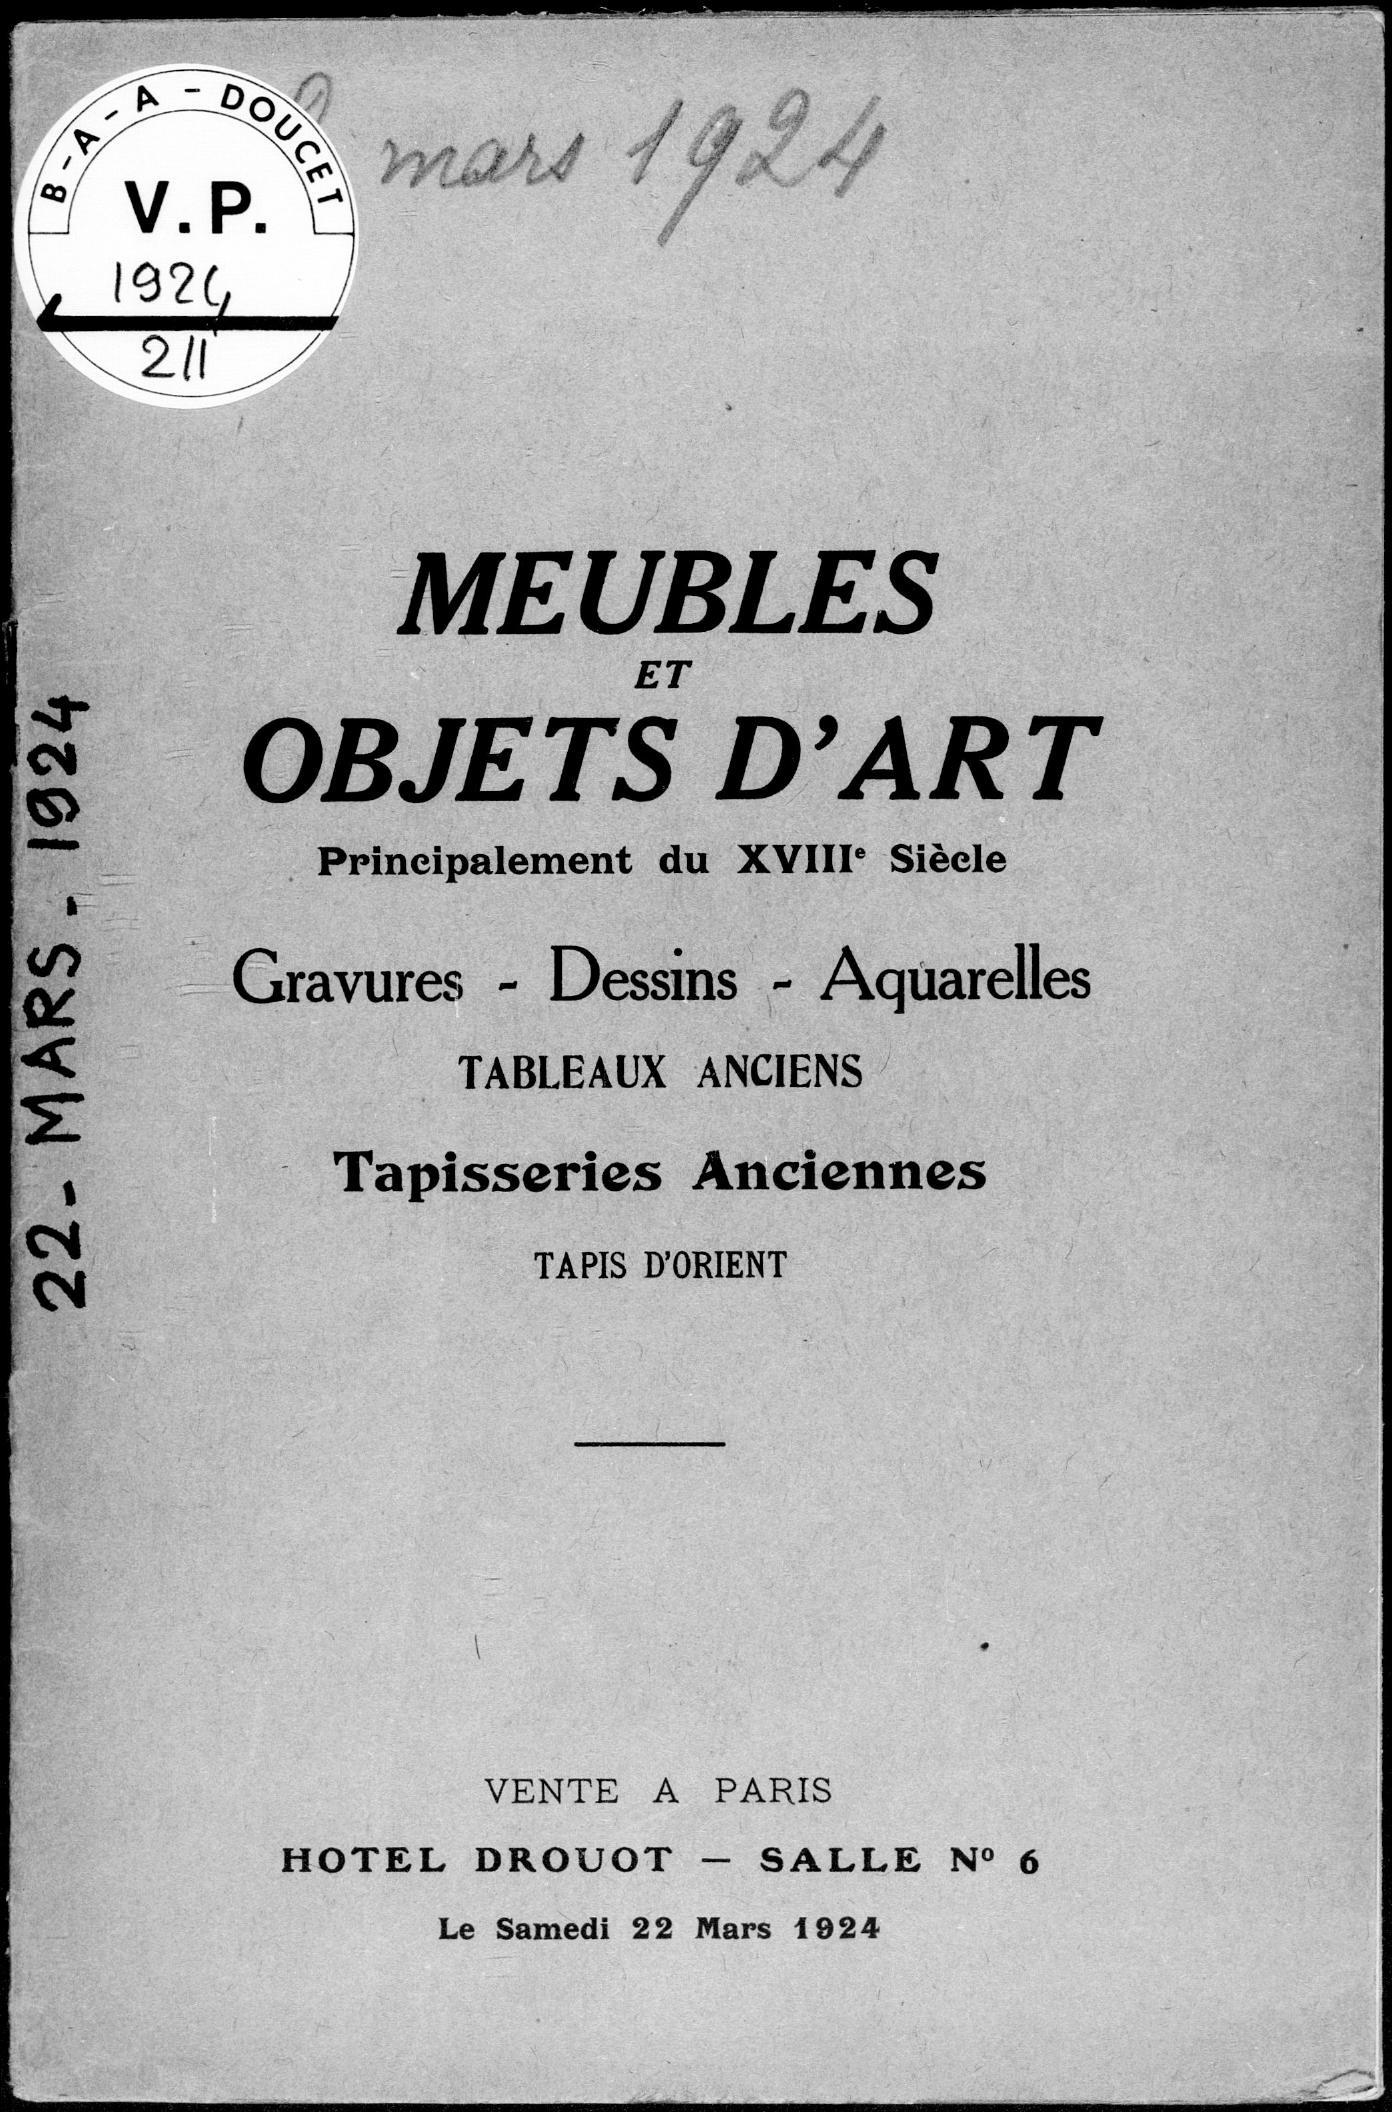 mars 1924
B-A-A-DOUCET
V.P.
1924
211
22-MARS-1924
MEUBLES
ET
OBJETS D'ART
Principalement du XVIIIe Siècle
Gravures - Dessins - Aquarelles
TABLEAUX ANCIENS
Tapisseries Anciennes
TAPIS D'ORIENT
VENTE A PARIS
HOTEL DROUOT — SALLE No 6
Le Samedi 22 Mars 1924